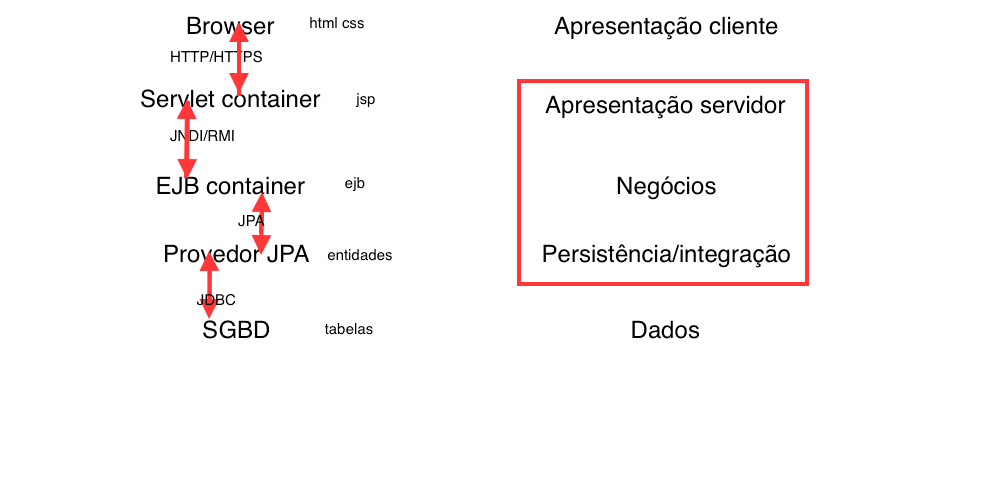 Browser html css Apresentação cliente
HTTP/HTTPS
Servlet container jsp Apresentação servidor
JNDI/RMI
EJB container ejb Negócios
JPA
Provedor JPA entidades Persistência/integração
JDBC
SGBD tabelas Dados